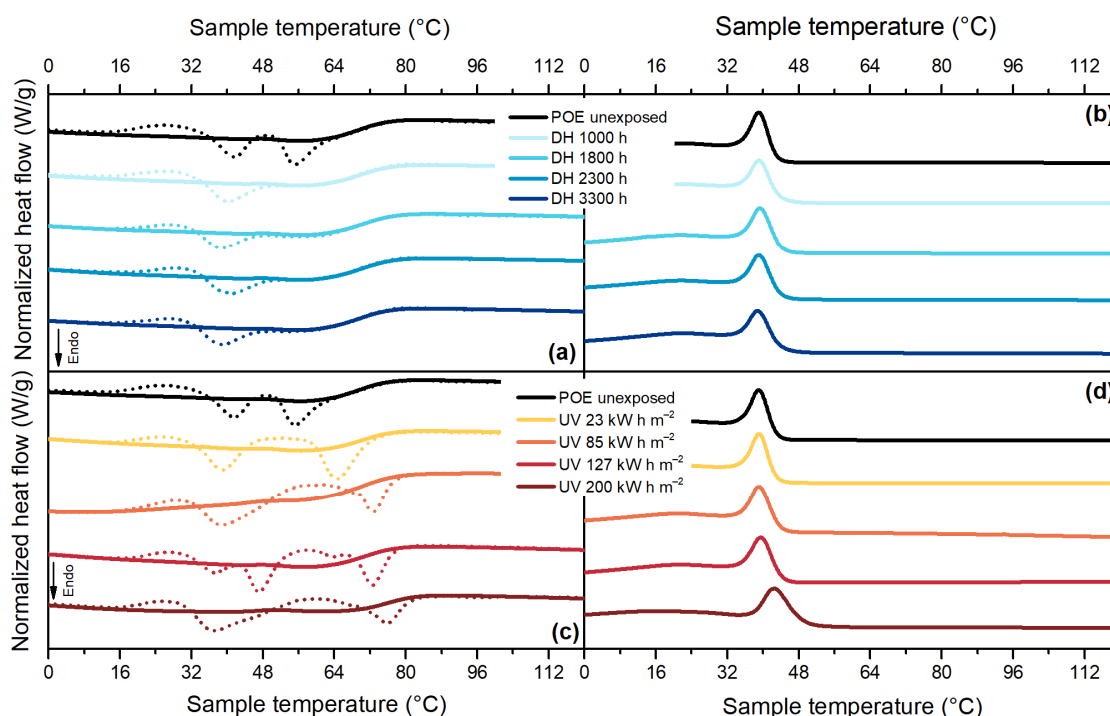 Sample temperature (°C)
Sample temperature (°C)
0 16 32 48 64 80 96 112
0 16 32 48 64 80 96 112
Normalized heat flow (W/g)
Endo
(a)
POE unexposed
DH 1000 h
DH 1800 h
DH 2300 h
DH 3300 h
(b)
Normalized heat flow (W/g)
Endo
(c)
POE unexposed
UV 23 kW h m⁻²
UV 85 kW h m⁻²
UV 127 kW h m⁻²
UV 200 kW h m⁻²
(d)
0 16 32 48 64 80 96 112
0 16 32 48 64 80 96 112
Sample temperature (°C)
Sample temperature (°C)